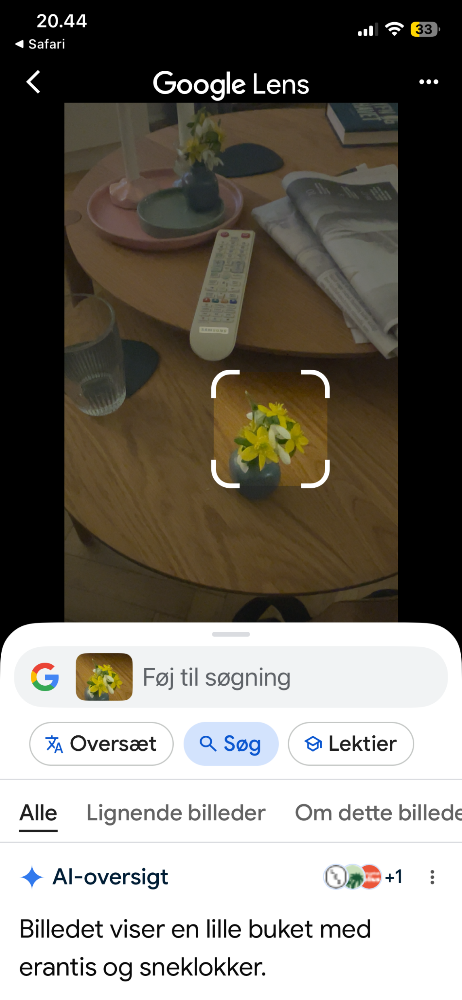 20.44
33
Safari
Google Lens
SAMSUNG
Føj til søgning
Oversæt
Søg
Lektier
Alle
Lignende billeder
Om dette billede
AI-oversigt
+1
Billedet viser en lille buket med
erantis og sneklokker.